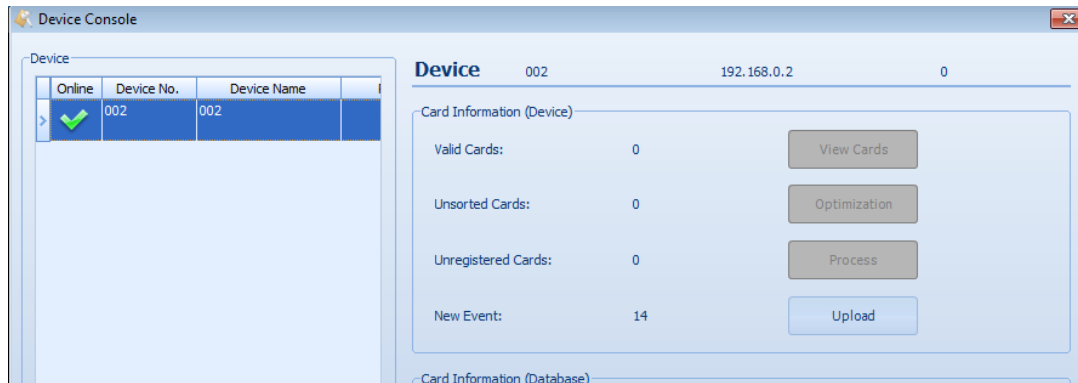 Device Console
Device
Online Device No. Device Name
002 002
Device 002 192.168.0.2 0
Card Information (Device)
Valid Cards: 0 View Cards
Unsorted Cards: 0 Optimization
Unregistered Cards: 0 Process
New Event: 14 Upload
Card Information (Database)